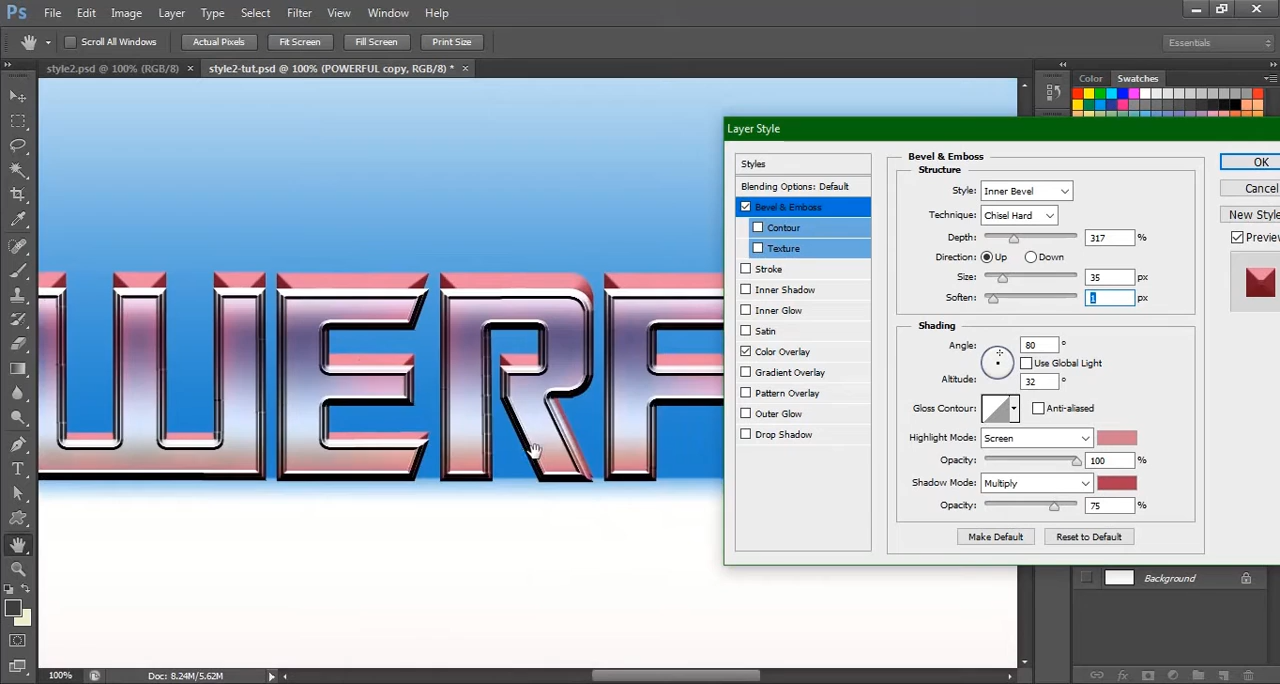 Ps File Edit Image Layer Type Select Filter View Window Help
Scroll All Windows Actual Pixels Fit Screen Fill Screen Print Size Essentials
style2.psd @ 100% (RGB/8) × style2-tut.psd @ 100% (POWERFUL copy, RGB/8) * ×
Color Swatches
WERF
Layer Style
Styles
Blending Options: Default
Bevel & Emboss
Contour
Texture
Stroke
Inner Shadow
Inner Glow
Satin
Color Overlay
Gradient Overlay
Pattern Overlay
Outer Glow
Drop Shadow
Bevel & Emboss
Structure
Style: Inner Bevel
Technique: Chisel Hard
Depth: 317 %
Direction: Up Down
Size: 35 px
Soften: 1 px
Shading
Angle: 80 °
Use Global Light
Altitude: 32 °
Gloss Contour: Anti-aliased
Highlight Mode: Screen
Opacity: 100 %
Shadow Mode: Multiply
Opacity: 75 %
Make Default Reset to Default
OK
Cancel
New Style
Preview
Background
100% Doc: 8.24M/5.62M